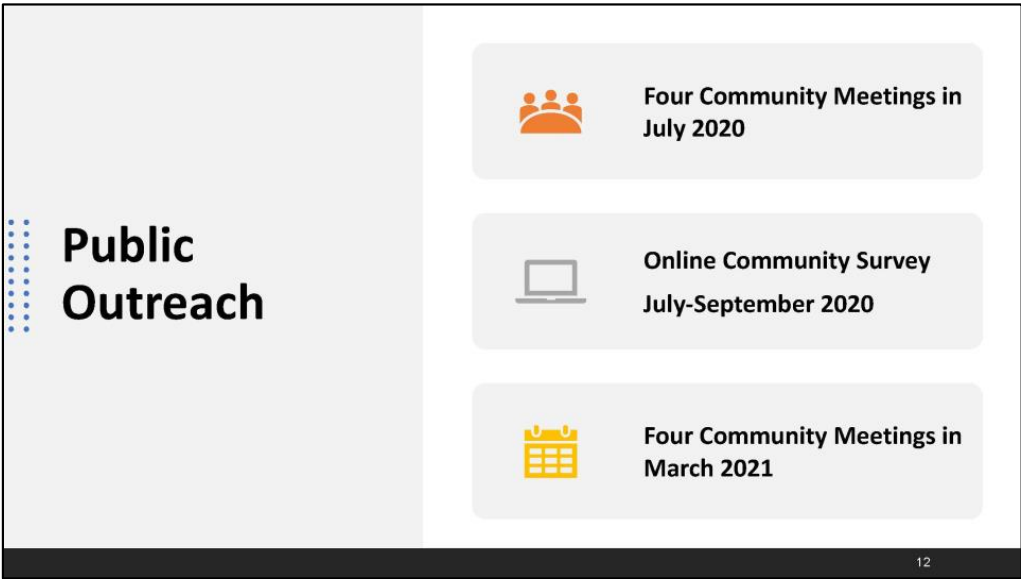 Public
Outreach
Four Community Meetings in
July 2020
Online Community Survey
July-September 2020
Four Community Meetings in
March 2021
12